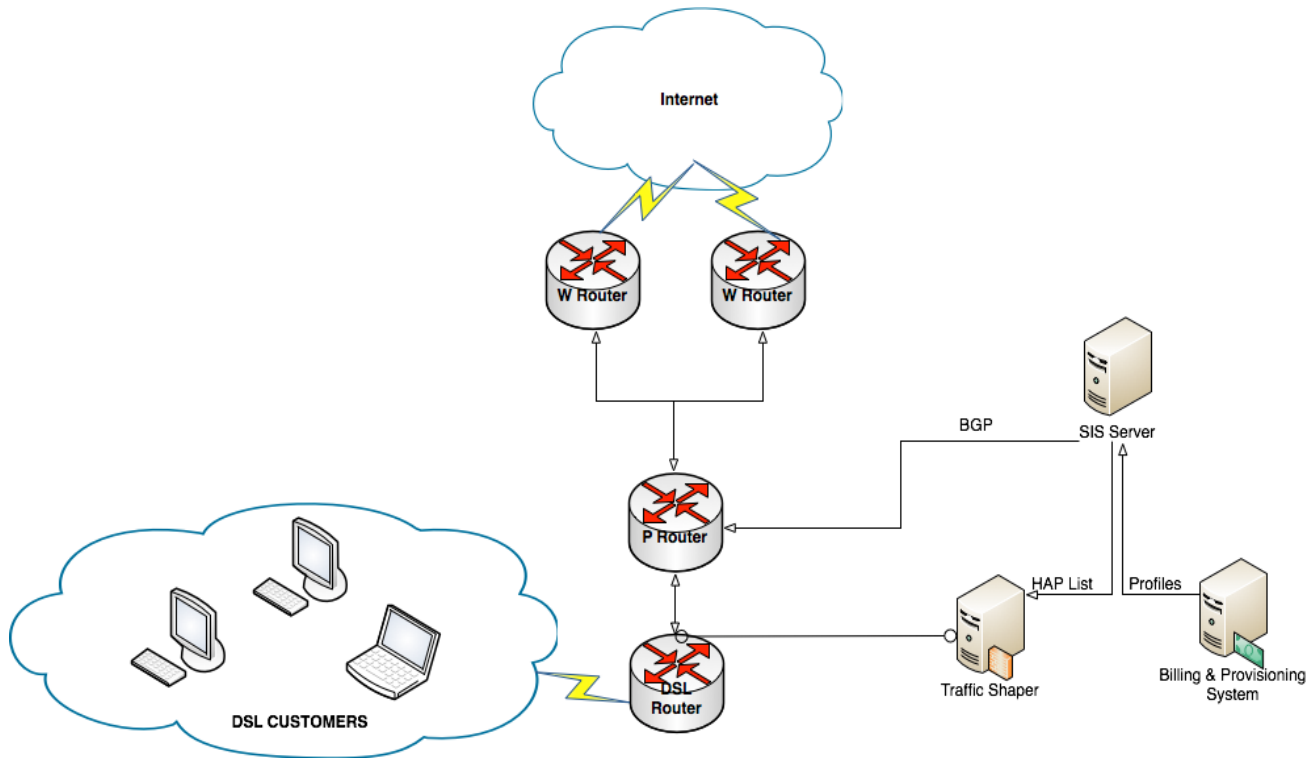 Internet
W Router
W Router
BGP
SIS Server
P Router
HAP List
Profiles
DSL
Router
Traffic Shaper
Billing & Provisioning
System
DSL CUSTOMERS